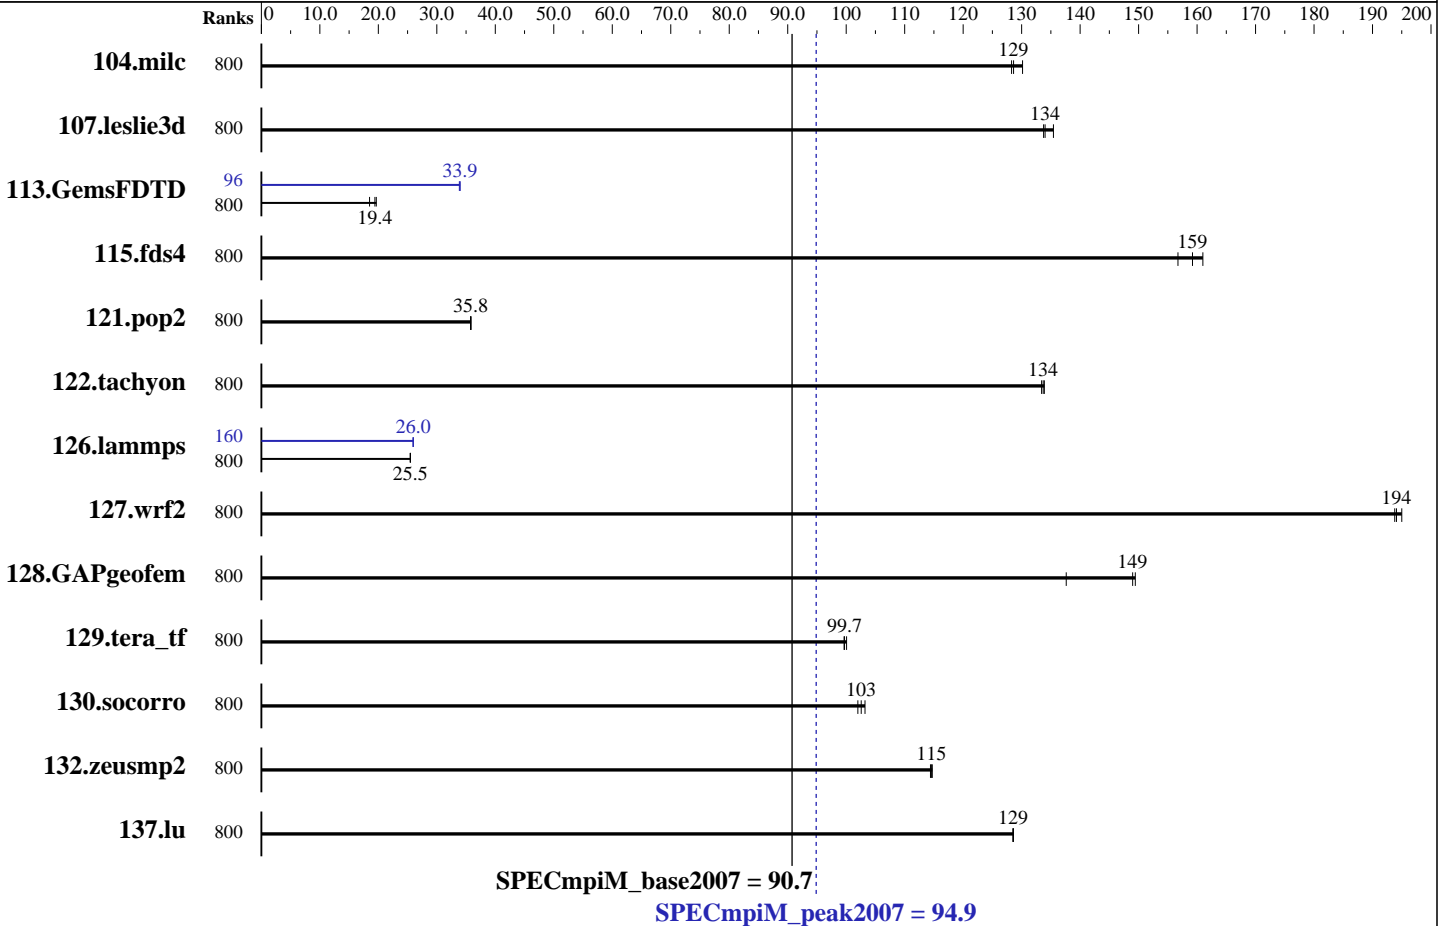 Ranks 0 10.0 20.0 30.0 40.0 50.0 60.0 70.0 80.0 90.0 100 110 120 130 140 150 160 170 180 190 200
129
104.milc 800
134
107.leslie3d 800
33.9
96
113.GemsFDTD
800
19.4
159
115.fds4 800
35.8
121.pop2 800
134
122.tachyon 800
26.0
160
126.lammps
800
25.5
194
127.wrf2 800
149
128.GAPgeofem 800
99.7
129.tera_tf 800
103
130.socorro 800
115
132.zeusmp2 800
129
137.lu 800
SPECmpiM_base2007 = 90.7
SPECmpiM_peak2007 = 94.9